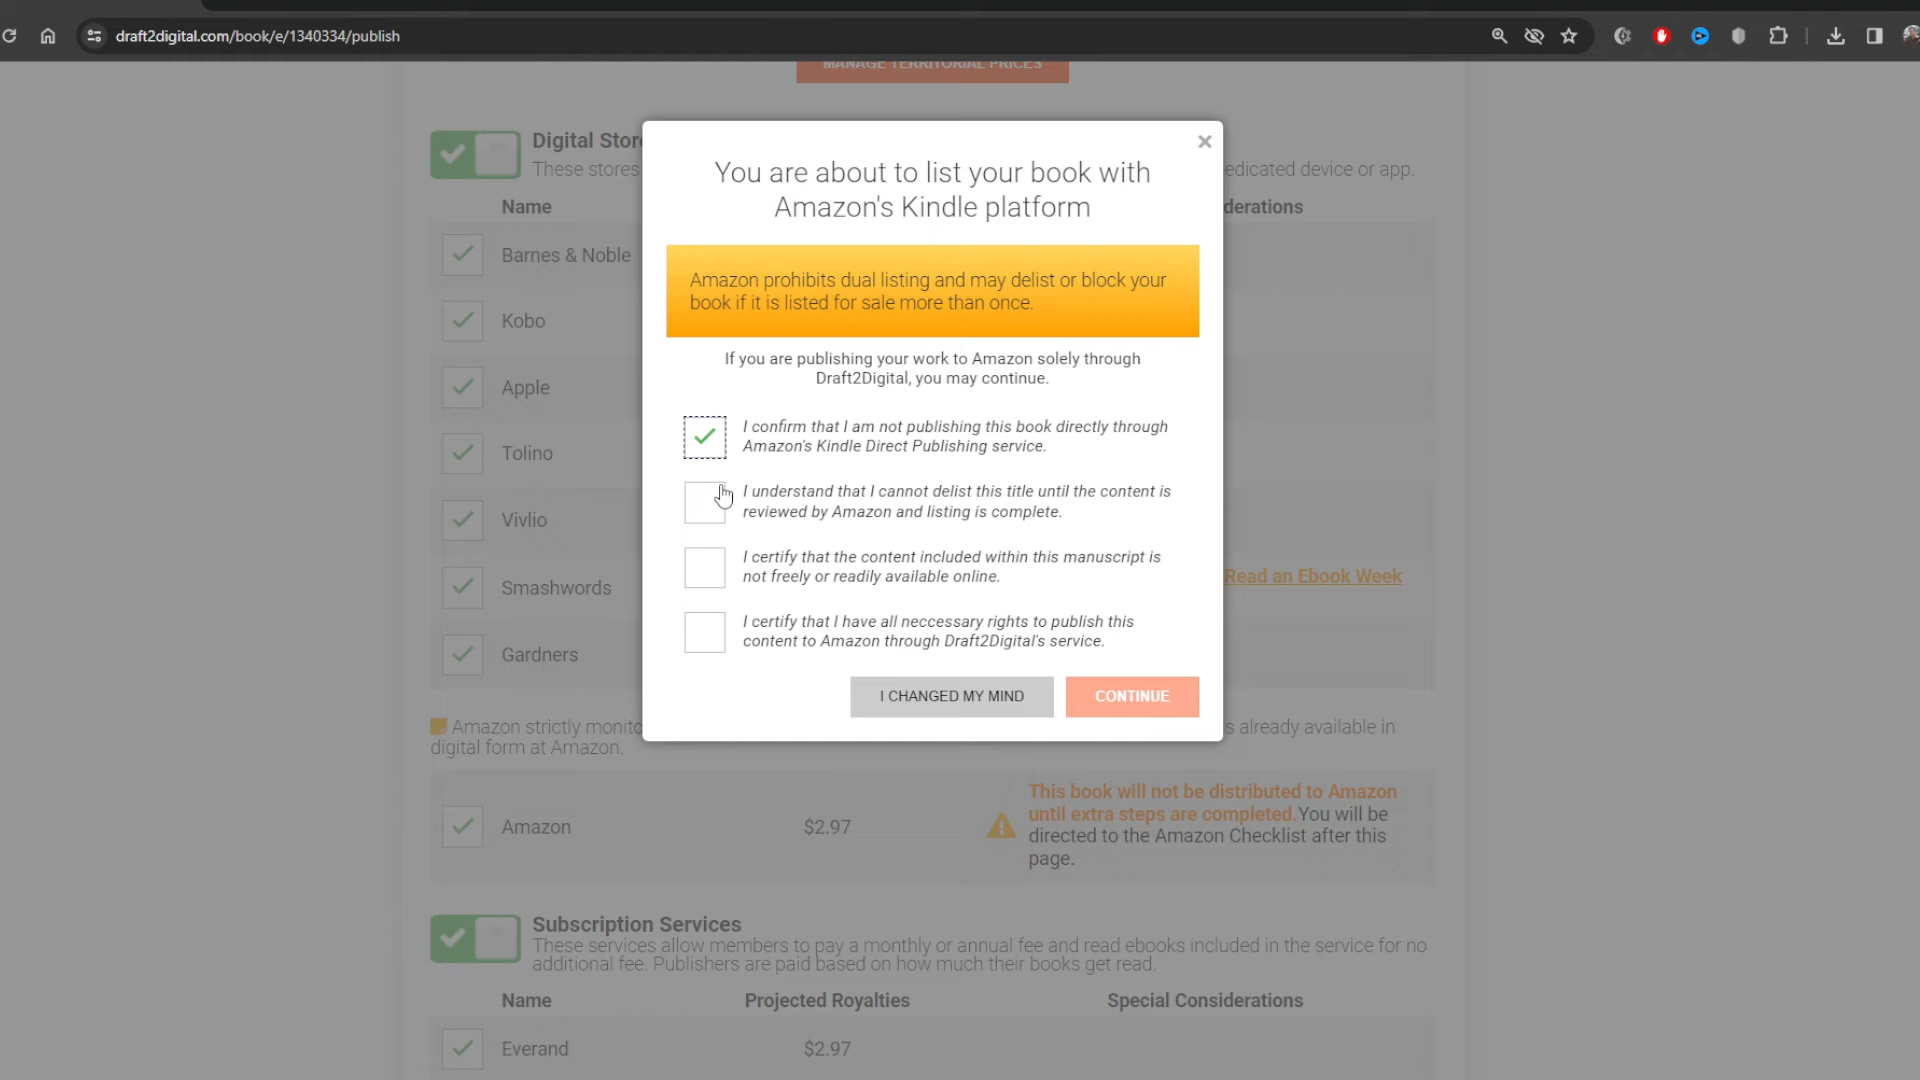 draft2digital.com/book/e/1340334/publish
MANAGE TERRITORIAL PRICES
Digital Stor
These stores
edicated device or app.
Name
derations
Barnes & Noble
Kobo
Apple
Tolino
Vivlio
Smashwords
Read an Ebook Week
Gardners
You are about to list your book with
Amazon's Kindle platform
Amazon prohibits dual listing and may delist or block your
book if it is listed for sale more than once.
If you are publishing your work to Amazon solely through
Draft2Digital, you may continue.
I confirm that I am not publishing this book directly through
Amazon's Kindle Direct Publishing service.
I understand that I cannot delist this title until the content is
reviewed by Amazon and listing is complete.
I certify that the content included within this manuscript is
not freely or readily available online.
I certify that I have all neccessary rights to publish this
content to Amazon through Draft2Digital's service.
I CHANGED MY MIND
CONTINUE
Amazon strictly monito
s already available in
digital form at Amazon.
Amazon
$2.97
This book will not be distributed to Amazon
until extra steps are completed.You will be
directed to the Amazon Checklist after this
page.
Subscription Services
These services allow members to pay a monthly or annual fee and read ebooks included in the service for no
additional fee. Publishers are paid based on how much their books get read.
Name
Projected Royalties
Special Considerations
Everand
$2.97